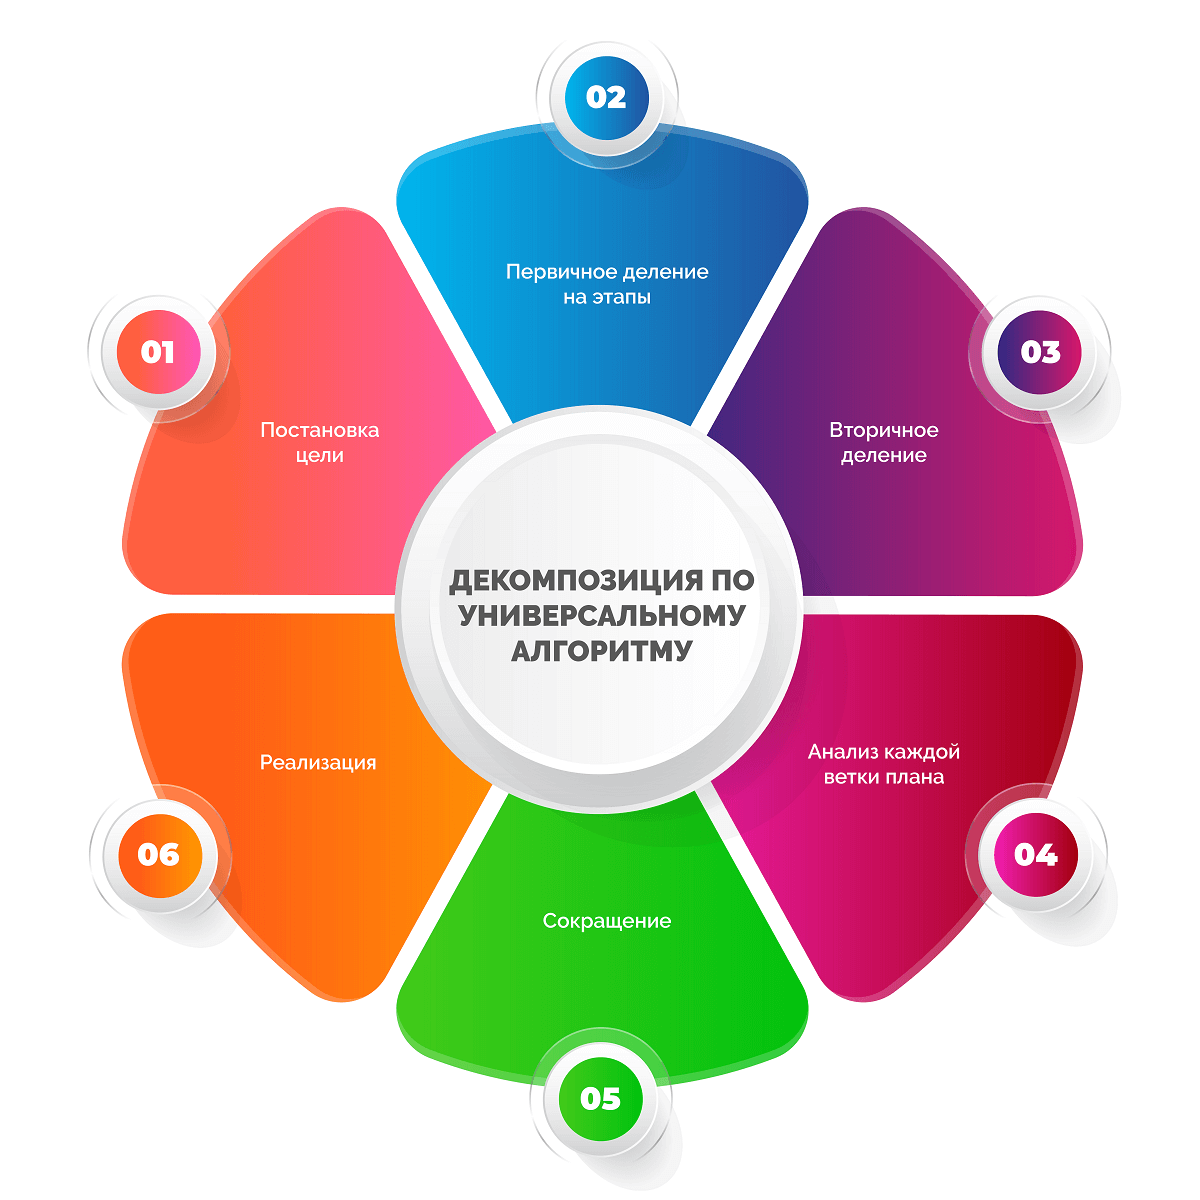 ДЕКОМПОЗИЦИЯ ПО
УНИВЕРСАЛЬНОМУ
АЛГОРИТМУ
01
Постановка
цели
02
Первичное деление
на этапы
03
Вторичное
деление
04
Анализ каждой
ветки плана
05
Сокращение
06
Реализация